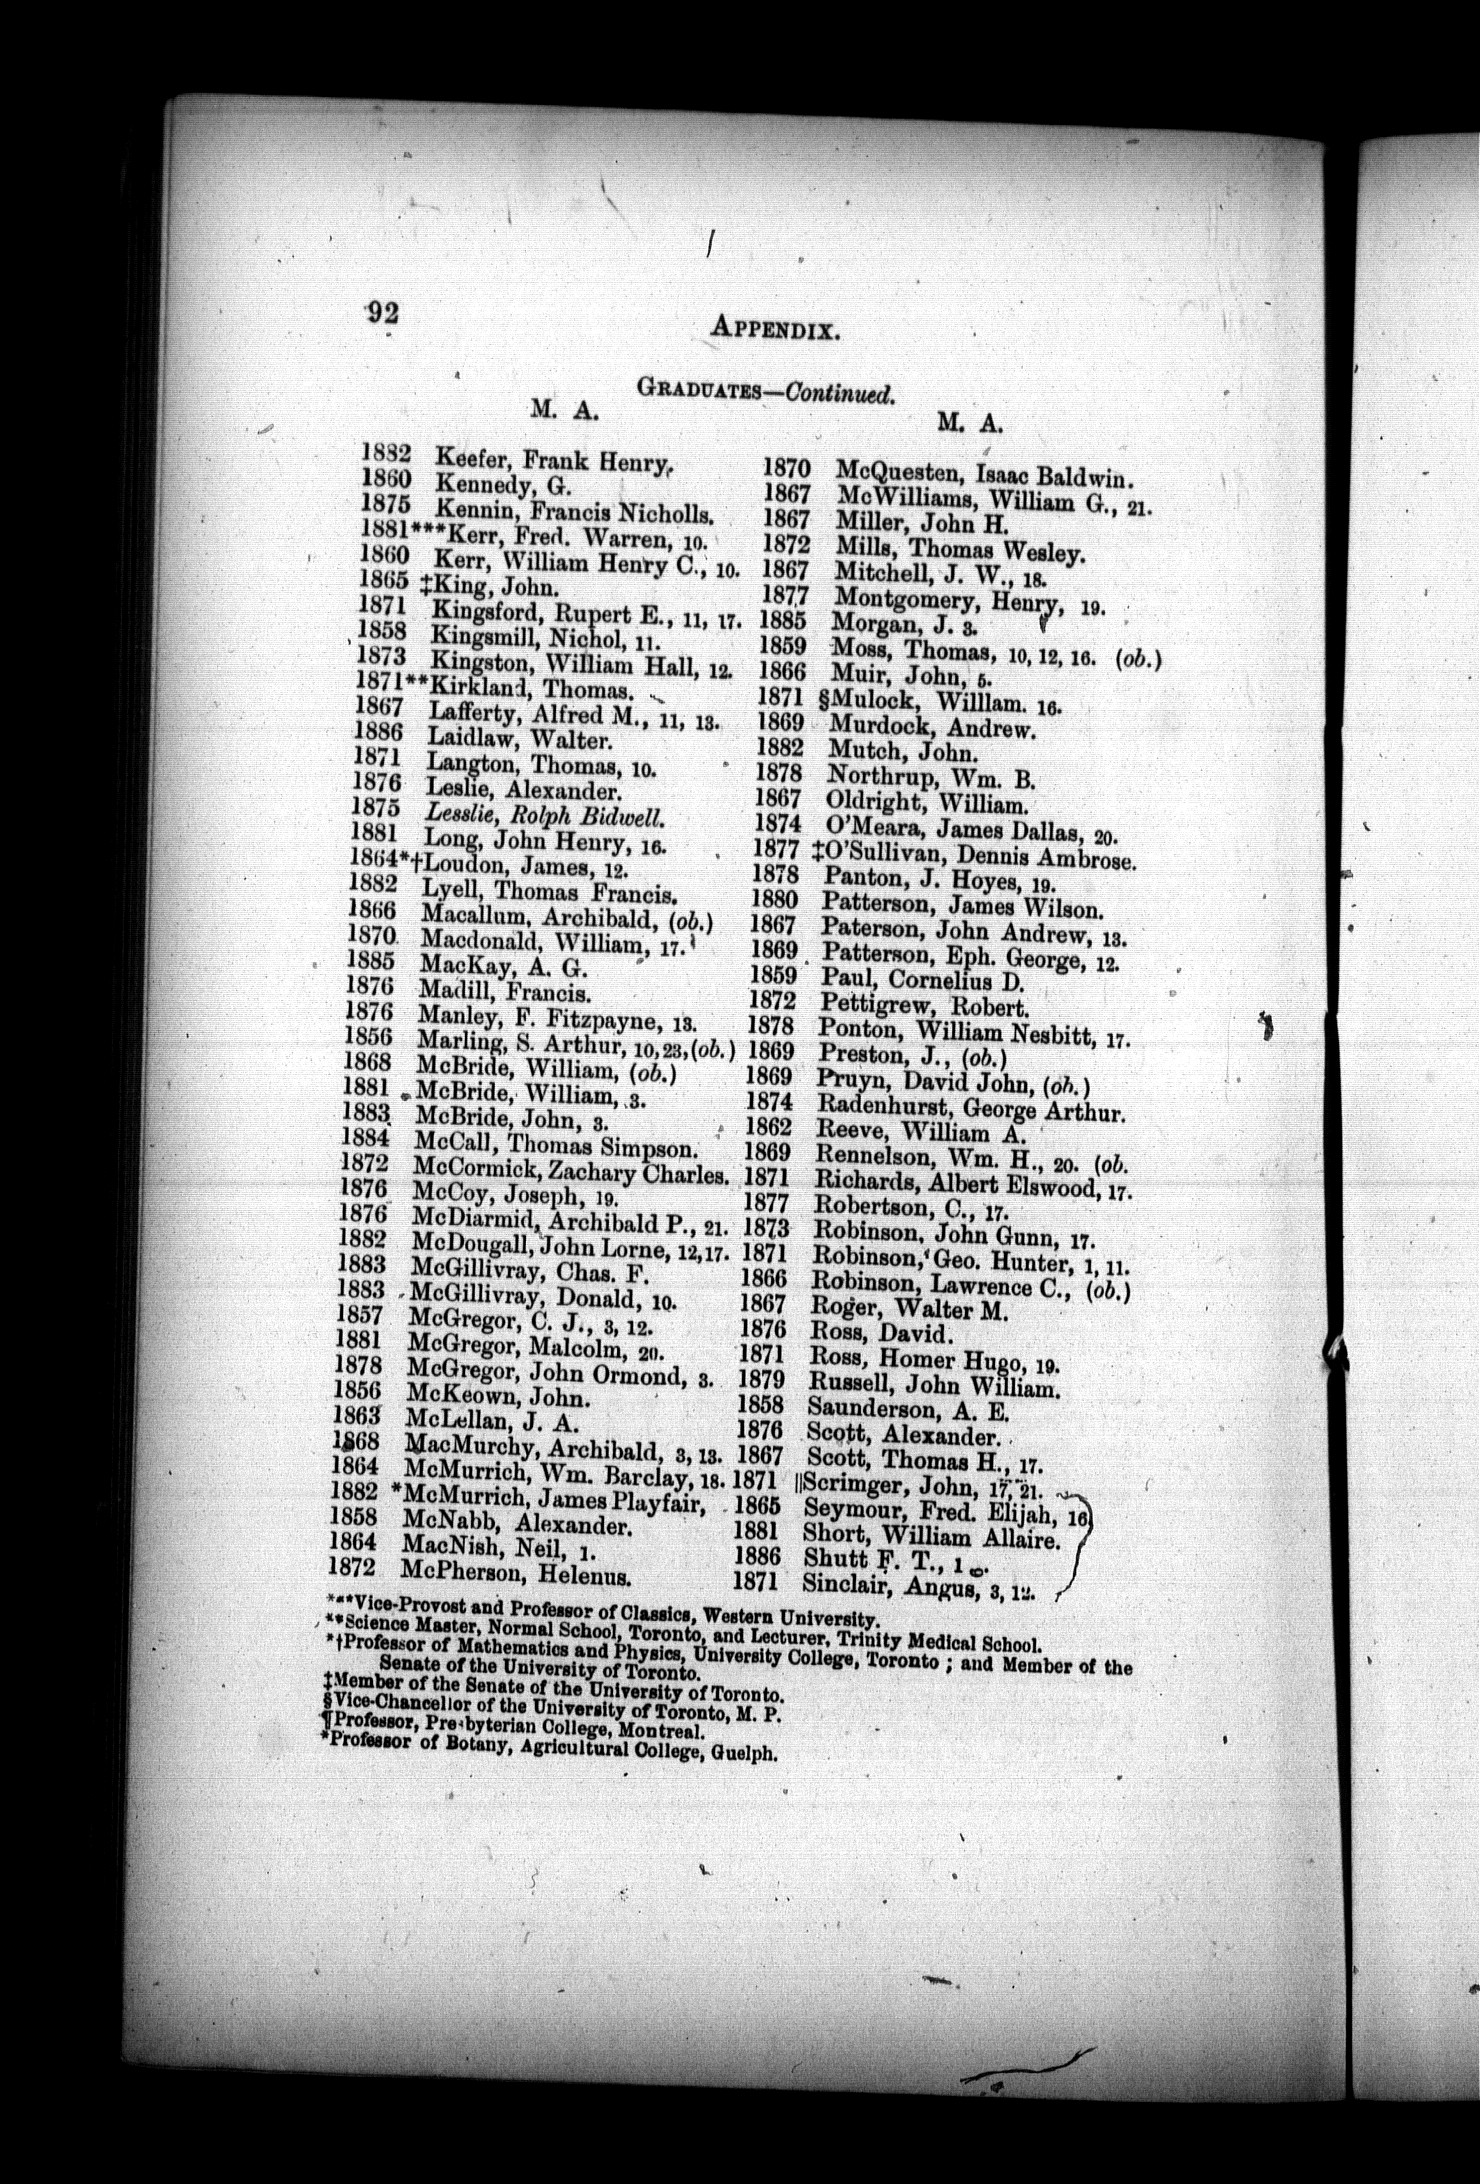 92
APPENDIX.
GRADUATES—Continued.
M. A.
1882 Keefer, Frank Henry.
1860 Kennedy, G.
1875 Kennin, Francis Nicholls.
1881***Kerr, Fred. Warren, 10.
1860 Kerr, William Henry C., 10.
1865 ‡King, John.
1871 Kingsford, Rupert E., 11, 17.
1858 Kingsmill, Nichol, 11.
1873 Kingston, William Hall, 12.
1871**Kirkland, Thomas.
1867 Lafferty, Alfred M., 11, 13.
1886 Laidlaw, Walter.
1871 Langton, Thomas, 10.
1876 Leslie, Alexander.
1875 Lesslie, Rolph Bidwell.
1881 Long, John Henry, 16.
1864*†Loudon, James, 12.
1882 Lyell, Thomas Francis.
1866 Macallum, Archibald, (ob.)
1870 Macdonald, William, 17.
1885 MacKay, A. G.
1876 Madill, Francis.
1876 Manley, F. Fitzpayne, 13.
1856 Marling, S. Arthur, 10, 23, (ob.)
1868 McBride, William, (ob.)
1881 McBride, William, 3.
1883 McBride, John, 3.
1884 McCall, Thomas Simpson.
1872 McCormick, Zachary Charles.
1876 McCoy, Joseph, 19.
1876 McDiarmid, Archibald P., 21.
1882 McDougall, John Lorne, 12, 17.
1883 McGillivray, Chas. F.
1883 McGillivray, Donald, 10.
1857 McGregor, C. J., 3, 12.
1881 McGregor, Malcolm, 20.
1878 McGregor, John Ormond, 3.
1856 McKeown, John.
1863 McLellan, J. A.
1868 MacMurchy, Archibald, 3, 13.
1864 McMurrich, Wm. Barclay, 18.
1882 *McMurrich, James Playfair,
1858 McNabb, Alexander.
1864 MacNish, Neil, 1.
1872 McPherson, Helenus.
M. A.
1870 McQuesten, Isaac Baldwin.
1867 McWilliams, William G., 21.
1867 Miller, John H.
1872 Mills, Thomas Wesley.
1867 Mitchell, J. W., 18.
1877 Montgomery, Henry, 19.
1885 Morgan, J. 3.
1859 Moss, Thomas, 10, 12, 16. (ob.)
1866 Muir, John, 5.
1871 §Mulock, Willlam. 16.
1869 Murdock, Andrew.
1882 Mutch, John.
1878 Northrup, Wm. B.
1867 Oldright, William.
1874 O'Meara, James Dallas, 20.
1877 ‡O'Sullivan, Dennis Ambrose.
1878 Panton, J. Hoyes, 19.
1880 Patterson, James Wilson.
1867 Paterson, John Andrew, 13.
1869 Patterson, Eph. George, 12.
1859 Paul, Cornelius D.
1872 Pettigrew, Robert.
1878 Ponton, William Nesbitt, 17.
1869 Preston, J., (ob.)
1869 Pruyn, David John, (oh.)
1874 Radenhurst, George Arthur.
1862 Reeve, William A.
1869 Rennelson, Wm. H., 20. (ob.
1871 Richards, Albert Elswood, 17.
1877 Robertson, C., 17.
1873 Robinson, John Gunn, 17.
1871 Robinson, Geo. Hunter, 1, 11.
1866 Robinson, Lawrence C., (ob.)
1867 Roger, Walter M.
1876 Ross, David.
1871 Ross, Homer Hugo, 19.
1879 Russell, John William.
1858 Saunderson, A. E.
1876 Scott, Alexander.
1867 Scott, Thomas H., 17.
1871 ‖Scrimger, John, 17, 21.
1865 Seymour, Fred. Elijah, 16
1881 Short, William Allaire.
1886 Shutt F. T., 1
1871 Sinclair, Angus, 3, 12.
***Vice-Provost and Professor of Classics, Western University.
**Science Master, Normal School, Toronto, and Lecturer, Trinity Medical School.
*†Professor of Mathematics and Physics, University College, Toronto ; and Member of the
Senate of the University of Toronto.
‡Member of the Senate of the University of Toronto.
§Vice-Chancellor of the University of Toronto, M. P.
¶Professor, Presbyterian College, Montreal.
*Professor of Botany, Agricultural College, Guelph.